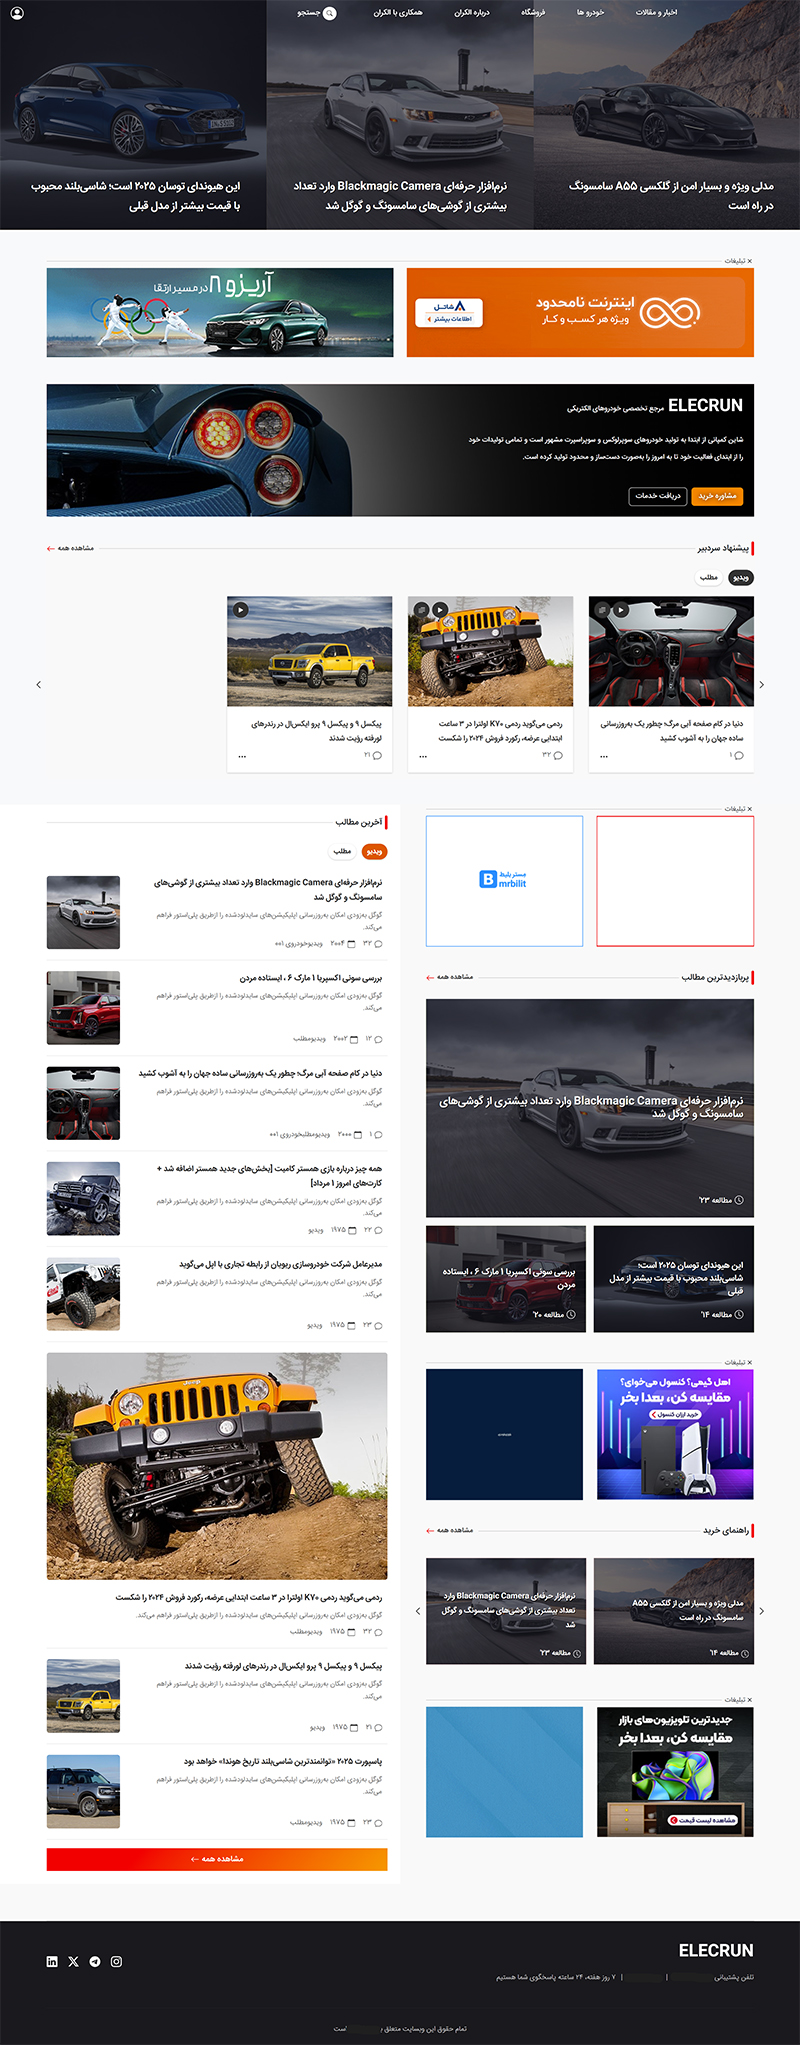 اخبار و مقالات
خودرو ها
فروشگاه
درباره الکران
همکاری با الکران
جستجو
مدلی ویژه و بسیار امن از گلکسی A55 سامسونگ
در راه است
نرم‌افزار حرفه‌ای Blackmagic Camera وارد تعداد
بیشتری از گوشی‌های سامسونگ و گوگل شد
این هیوندای توسان ۲۰۲۵ است؛ شاسی‌بلند محبوب
با قیمت بیشتر از مدل قبلی
× تبلیغات
اینترنت نامحدود
ویژه هر کسب و کار
شاتل
اطلاعات بیشتر
آریزو ۸ در مسیر ارتقا
ELECRUN مرجع تخصصی خودروهای الکتریکی
شاین کمپانی از ابتدا به تولید خودروهای سوپرلوکس و سوپراسپرت مشهور است و تمامی تولیدات خود
را از ابتدای فعالیت خود تا به امروز را به‌صورت دست‌ساز و محدود تولید کرده است.
مشاوره خرید
دریافت خدمات
پیشنهاد سردبیر
مشاهده همه
ویدیو
مطلب
دنیا در کام صفحه آبی مرگ؛ چطور یک به‌روزرسانی
ساده جهان را به آشوب کشید
۱
ردمی می‌گوید ردمی K70 اولترا در ۳ ساعت
ابتدایی عرضه، رکورد فروش ۲۰۲۴ را شکست
۳۲
پیکسل ۹ و پیکسل ۹ پرو ایکس‌ال در رندرهای
لورفته رؤیت شدند
۲۱
× تبلیغات
مستر بلیط
mrbilit
پربازدیدترین مطالب
مشاهده همه
نرم‌افزار حرفه‌ای Blackmagic Camera وارد تعداد بیشتری از گوشی‌های
سامسونگ و گوگل شد
مطالعه ۲۳'
این هیوندای توسان ۲۰۲۵ است؛
شاسی‌بلند محبوب با قیمت بیشتر از مدل
قبلی
مطالعه ۱۴'
بررسی سونی اکسپریا 1 مارک ۶ ، ایستاده
مردن
مطالعه ۲۰'
× تبلیغات
اهل گیمی؟ کنسول می‌خوای؟
مقایسه کن، بعدا بخر
خرید ارزان کنسول
راهنمای خرید
مشاهده همه
مدلی ویژه و بسیار امن از گلکسی A55
سامسونگ در راه است
مطالعه ۱۴'
نرم‌افزار حرفه‌ای Blackmagic Camera وارد
تعداد بیشتری از گوشی‌های سامسونگ و گوگل
شد
مطالعه ۲۳'
× تبلیغات
جدیدترین تلویزیون‌های بازار
مقایسه کن، بعدا بخر
مشاهده لیست قیمت
آخرین مطالب
ویدیو
مطلب
نرم‌افزار حرفه‌ای Blackmagic Camera وارد تعداد بیشتری از گوشی‌های
سامسونگ و گوگل شد
گوگل به‌زودی امکان به‌روزرسانی اپلیکیشن‌های سایدلودشده را ازطریق پلی‌استور فراهم
می‌کند.
۳۲ ۲۰۰۴ ویدیوخودروی ۰۰۱
بررسی سونی اکسپریا 1 مارک ۶ ، ایستاده مردن
گوگل به‌زودی امکان به‌روزرسانی اپلیکیشن‌های سایدلودشده را ازطریق پلی‌استور فراهم
می‌کند.
۱۲ ۲۰۰۲ ویدیومطلب
دنیا در کام صفحه آبی مرگ؛ چطور یک به‌روزرسانی ساده جهان را به آشوب کشید
گوگل به‌زودی امکان به‌روزرسانی اپلیکیشن‌های سایدلودشده را ازطریق پلی‌استور فراهم
می‌کند.
۱ ۲۰۰۰ ویدیومطلبخودروی ۰۰۱
همه چیز درباره بازی همستر کامبت [بخش‌های جدید همستر اضافه شد +
کارت‌های امروز ۱ مرداد]
گوگل به‌زودی امکان به‌روزرسانی اپلیکیشن‌های سایدلودشده را ازطریق پلی‌استور فراهم
می‌کند.
۲۲ ۱۹۷۵ ویدیو
مدیرعامل شرکت خودروسازی ریویان از رابطه تجاری با اپل می‌گوید
گوگل به‌زودی امکان به‌روزرسانی اپلیکیشن‌های سایدلودشده را ازطریق پلی‌استور فراهم
می‌کند.
۲۳ ۱۹۷۵ ویدیو
ردمی می‌گوید ردمی K70 اولترا در ۳ ساعت ابتدایی عرضه، رکورد فروش ۲۰۲۴ را شکست
گوگل به‌زودی امکان به‌روزرسانی اپلیکیشن‌های سایدلودشده را ازطریق پلی‌استور فراهم می‌کند.
۳۲ ۱۹۷۵ ویدیومطلب
پیکسل ۹ و پیکسل ۹ پرو ایکس‌ال در رندرهای لورفته رؤیت شدند
گوگل به‌زودی امکان به‌روزرسانی اپلیکیشن‌های سایدلودشده را ازطریق پلی‌استور فراهم
می‌کند.
۲۱ ۱۹۷۵ ویدیو
پاسپورت ۲۰۲۵ «توانمندترین شاسی‌بلند تاریخ هوندا» خواهد بود
گوگل به‌زودی امکان به‌روزرسانی اپلیکیشن‌های سایدلودشده را ازطریق پلی‌استور فراهم
می‌کند.
۲۳ ۱۹۷۵ ویدیومطلب
مشاهده همه
ELECRUN
تلفن پشتیبانی | | ۷ روز هفته، ۲۴ ساعته پاسخگوی شما هستیم
تمام حقوق این وبسایت متعلق ب است